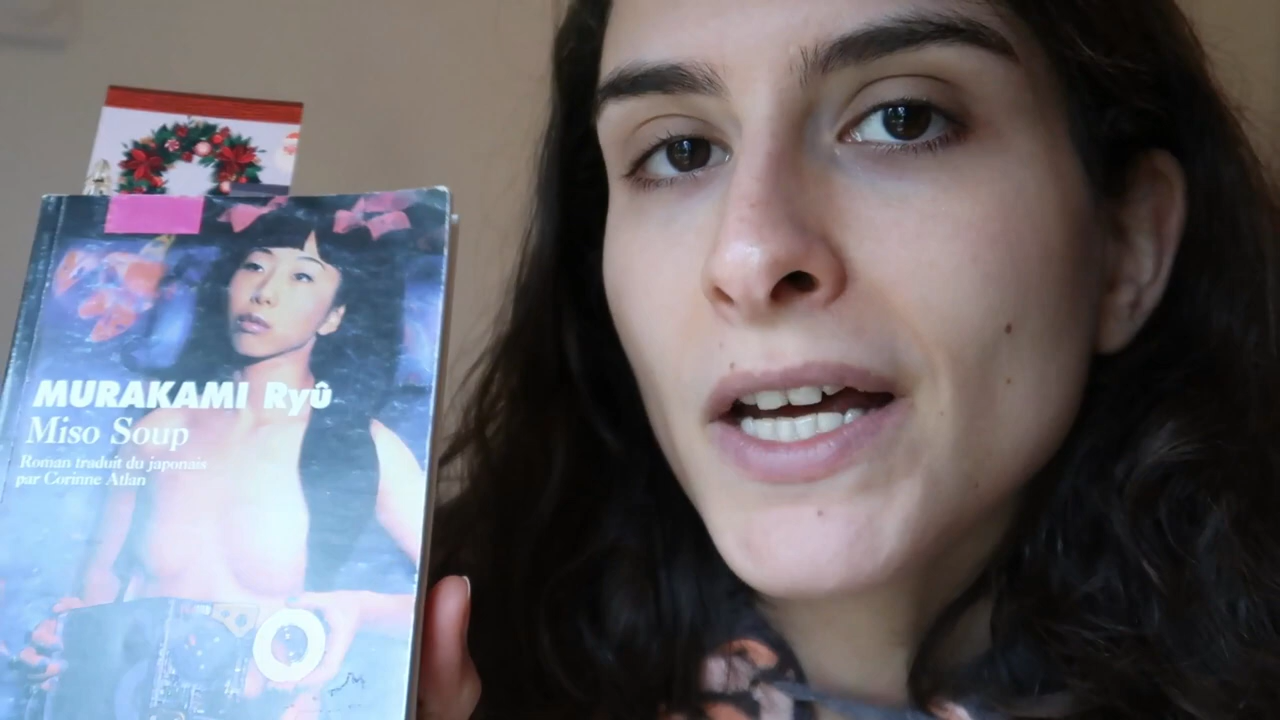 MURAKAMI Ryû
Miso Soup
Roman traduit du japonais
par Corinne Atlan